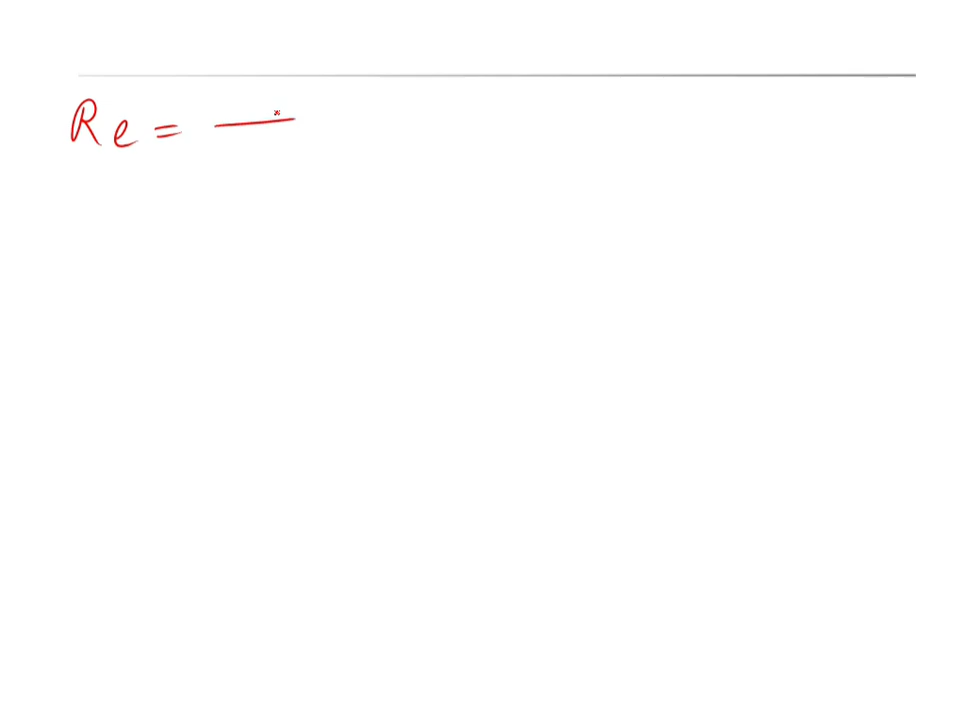 Re = —